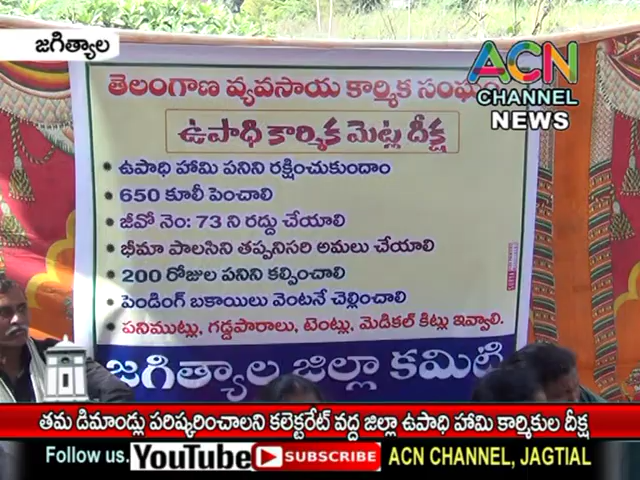 జగిత్యాల
ACN
CHANNEL
NEWS
తెలంగాణ వ్యవసాయ కార్మిక సంఘం
ఉపాధి కార్మిక మెట్ల దీక్ష
• ఉపాధి హామి పనిని రక్షించుకుందాం
• 650 కూలీ పెంచాలి
• జీవో నెం: 73 ని రద్దు చేయాలి
• భీమా పాలసిని తప్పనిసరి అమలు చేయాలి
• 200 రోజుల పనిని కల్పించాలి
• పెండింగ్ బకాయిలు వెంటనే చెల్లించాలి
• పనిముట్లు, గడ్డపారాలు, టెంట్లు, మెడికల్ కిట్లు ఇవ్వాలి.
జగిత్యాల జిల్లా కమిటి
తమ డిమాండ్లు పరిష్కరించాలని కలెక్టరేట్ వద్ద జిల్లా ఉపాధి హామి కార్మికుల దీక్ష
Follow us. YouTube SUBSCRIBE ACN CHANNEL, JAGTIAL